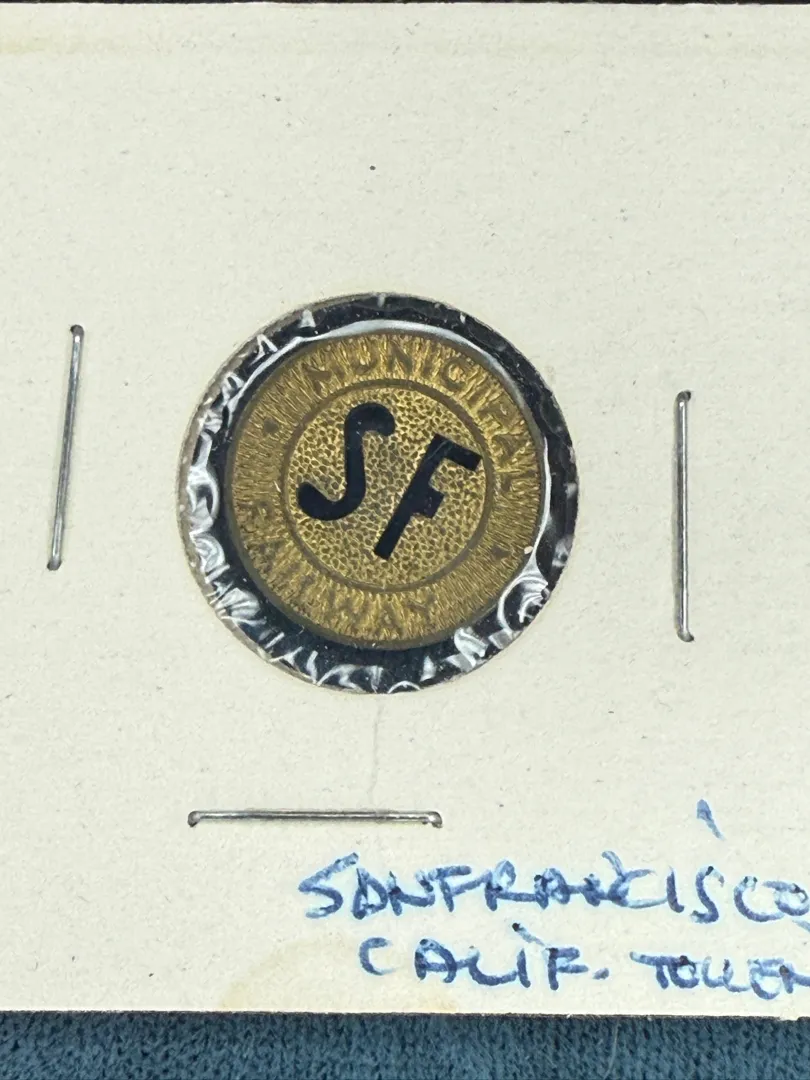 MUNICIPAL
SF
RAILWAY
SANFRANCISCO
CALIF. TOKEN